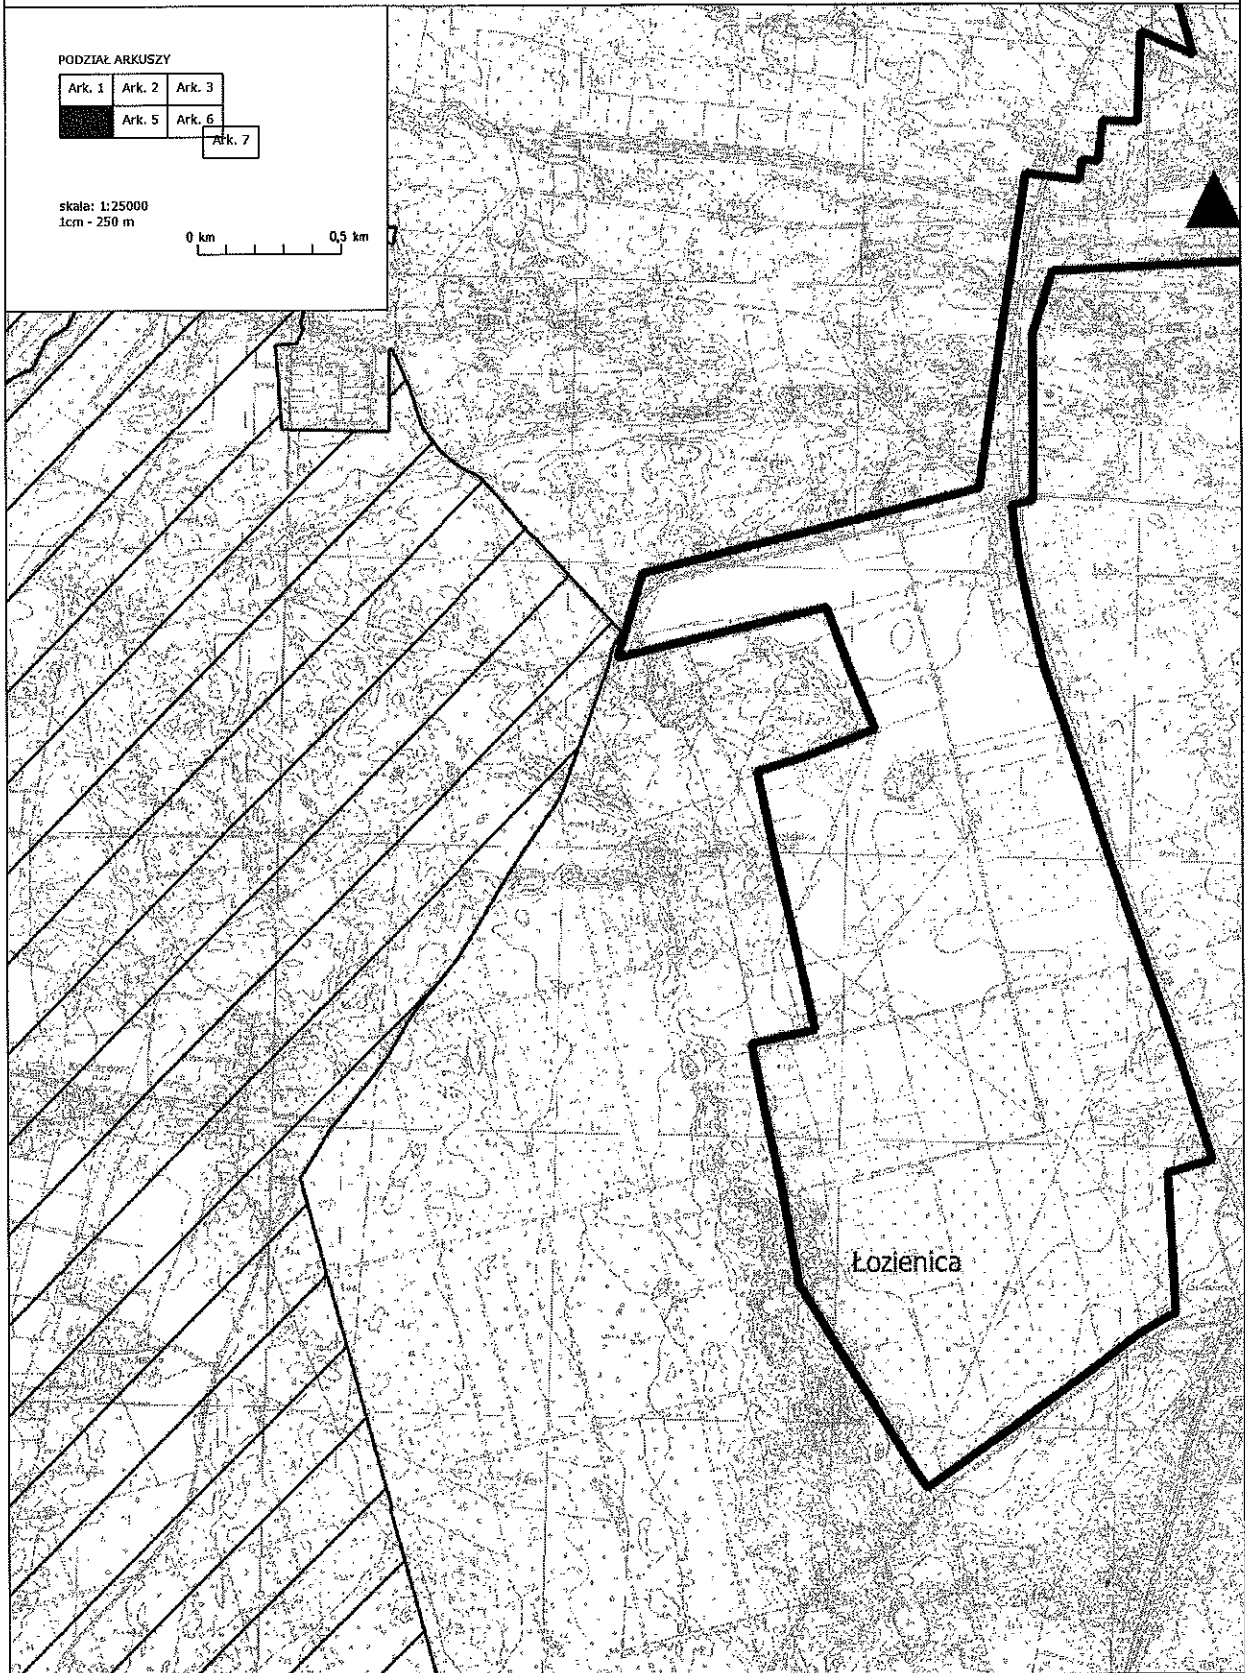 PODZIAŁ ARKUSZY
Ark. 1 Ark. 2 Ark. 3
Ark. 5 Ark. 6
Ark. 7
skala: 1:25000
1cm - 250 m
0 km 0,5 km
Łozienica